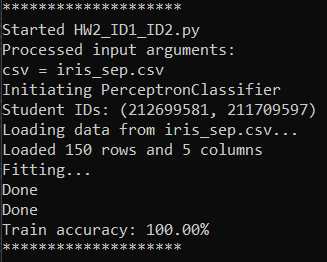 ********************
Started HW2_ID1_ID2.py
Processed input arguments:
csv = iris_sep.csv
Initiating PerceptronClassifier
Student IDs: (212699581, 211709597)
Loading data from iris_sep.csv...
Loaded 150 rows and 5 columns
Fitting...
Done
Done
Train accuracy: 100.00%
********************